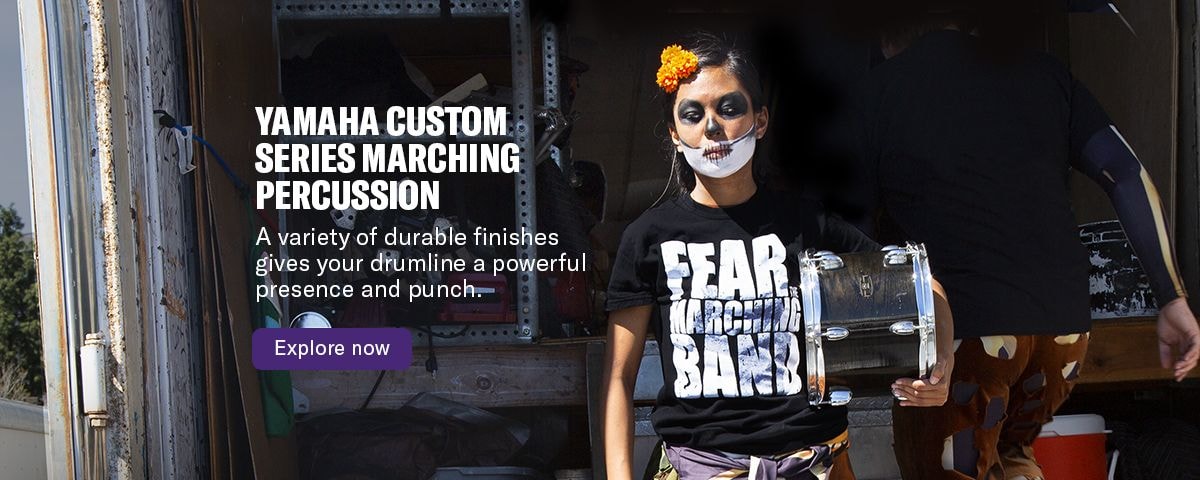 YAMAHA CUSTOM
SERIES MARCHING
PERCUSSION
A variety of durable finishes
gives your drumline a powerful
presence and punch.
Explore now
FEAR
THE
MARCHING
BAND